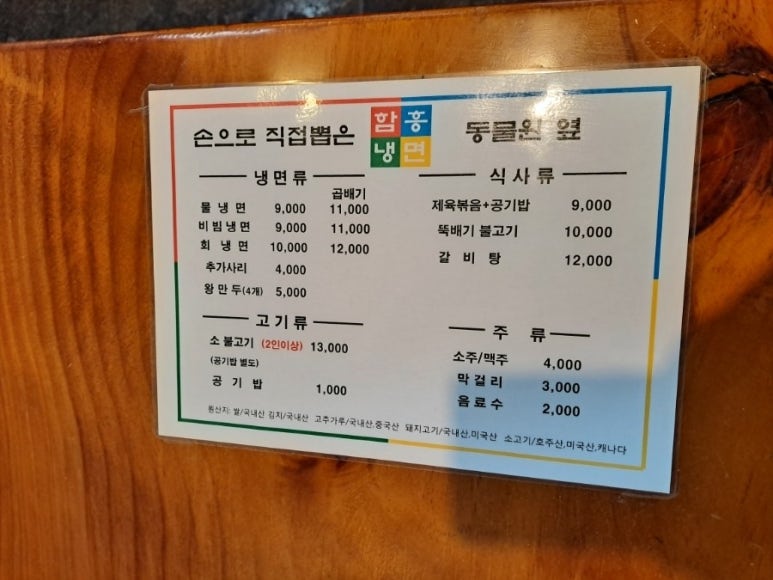 손으로 직접뽑은 함흥냉면 동물원 옆
냉면류
곱배기
물냉면 9,000 11,000
비빔냉면 9,000 11,000
회냉면 10,000 12,000
추가사리 4,000
왕만두(4개) 5,000
고기류
소불고기 (2인이상) 13,000
(공기밥 별도)
공기밥 1,000
식사류
제육볶음+공기밥 9,000
뚝배기 불고기 10,000
갈비탕 12,000
주류
소주/맥주 4,000
막걸리 3,000
음료수 2,000
원산지: 쌀/국내산 김치/국내산 고추가루/국내산,중국산 돼지고기/국내산,미국산 소고기/호주산,미국산,캐나다